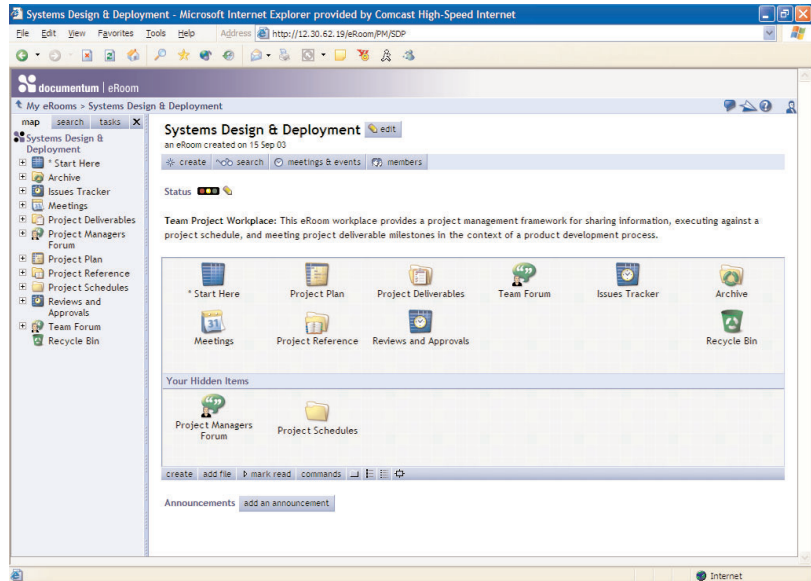 Systems Design & Deployment - Microsoft Internet Explorer provided by Comcast High-Speed Internet
File Edit View Favorites Tools Help Address http://12.30.62.19/eRoom/PM/SDP
documentum | eRoom
My eRooms > Systems Design & Deployment
map search tasks X
Systems Design & Deployment
* Start Here
Archive
Issues Tracker
Meetings
Project Deliverables
Project Managers Forum
Project Plan
Project Reference
Project Schedules
Reviews and Approvals
Team Forum
Recycle Bin
Systems Design & Deployment edit
an eRoom created on 15 Sep 03
create search meetings & events members
Status
Team Project Workplace: This eRoom workplace provides a project management framework for sharing information, executing against a
project schedule, and meeting project deliverable milestones in the context of a product development process.
* Start Here Project Plan Project Deliverables Team Forum Issues Tracker Archive
31
Meetings Project Reference Reviews and Approvals Recycle Bin
Your Hidden Items
Project Managers Forum Project Schedules
create add file mark read commands
Announcements add an announcement
Internet